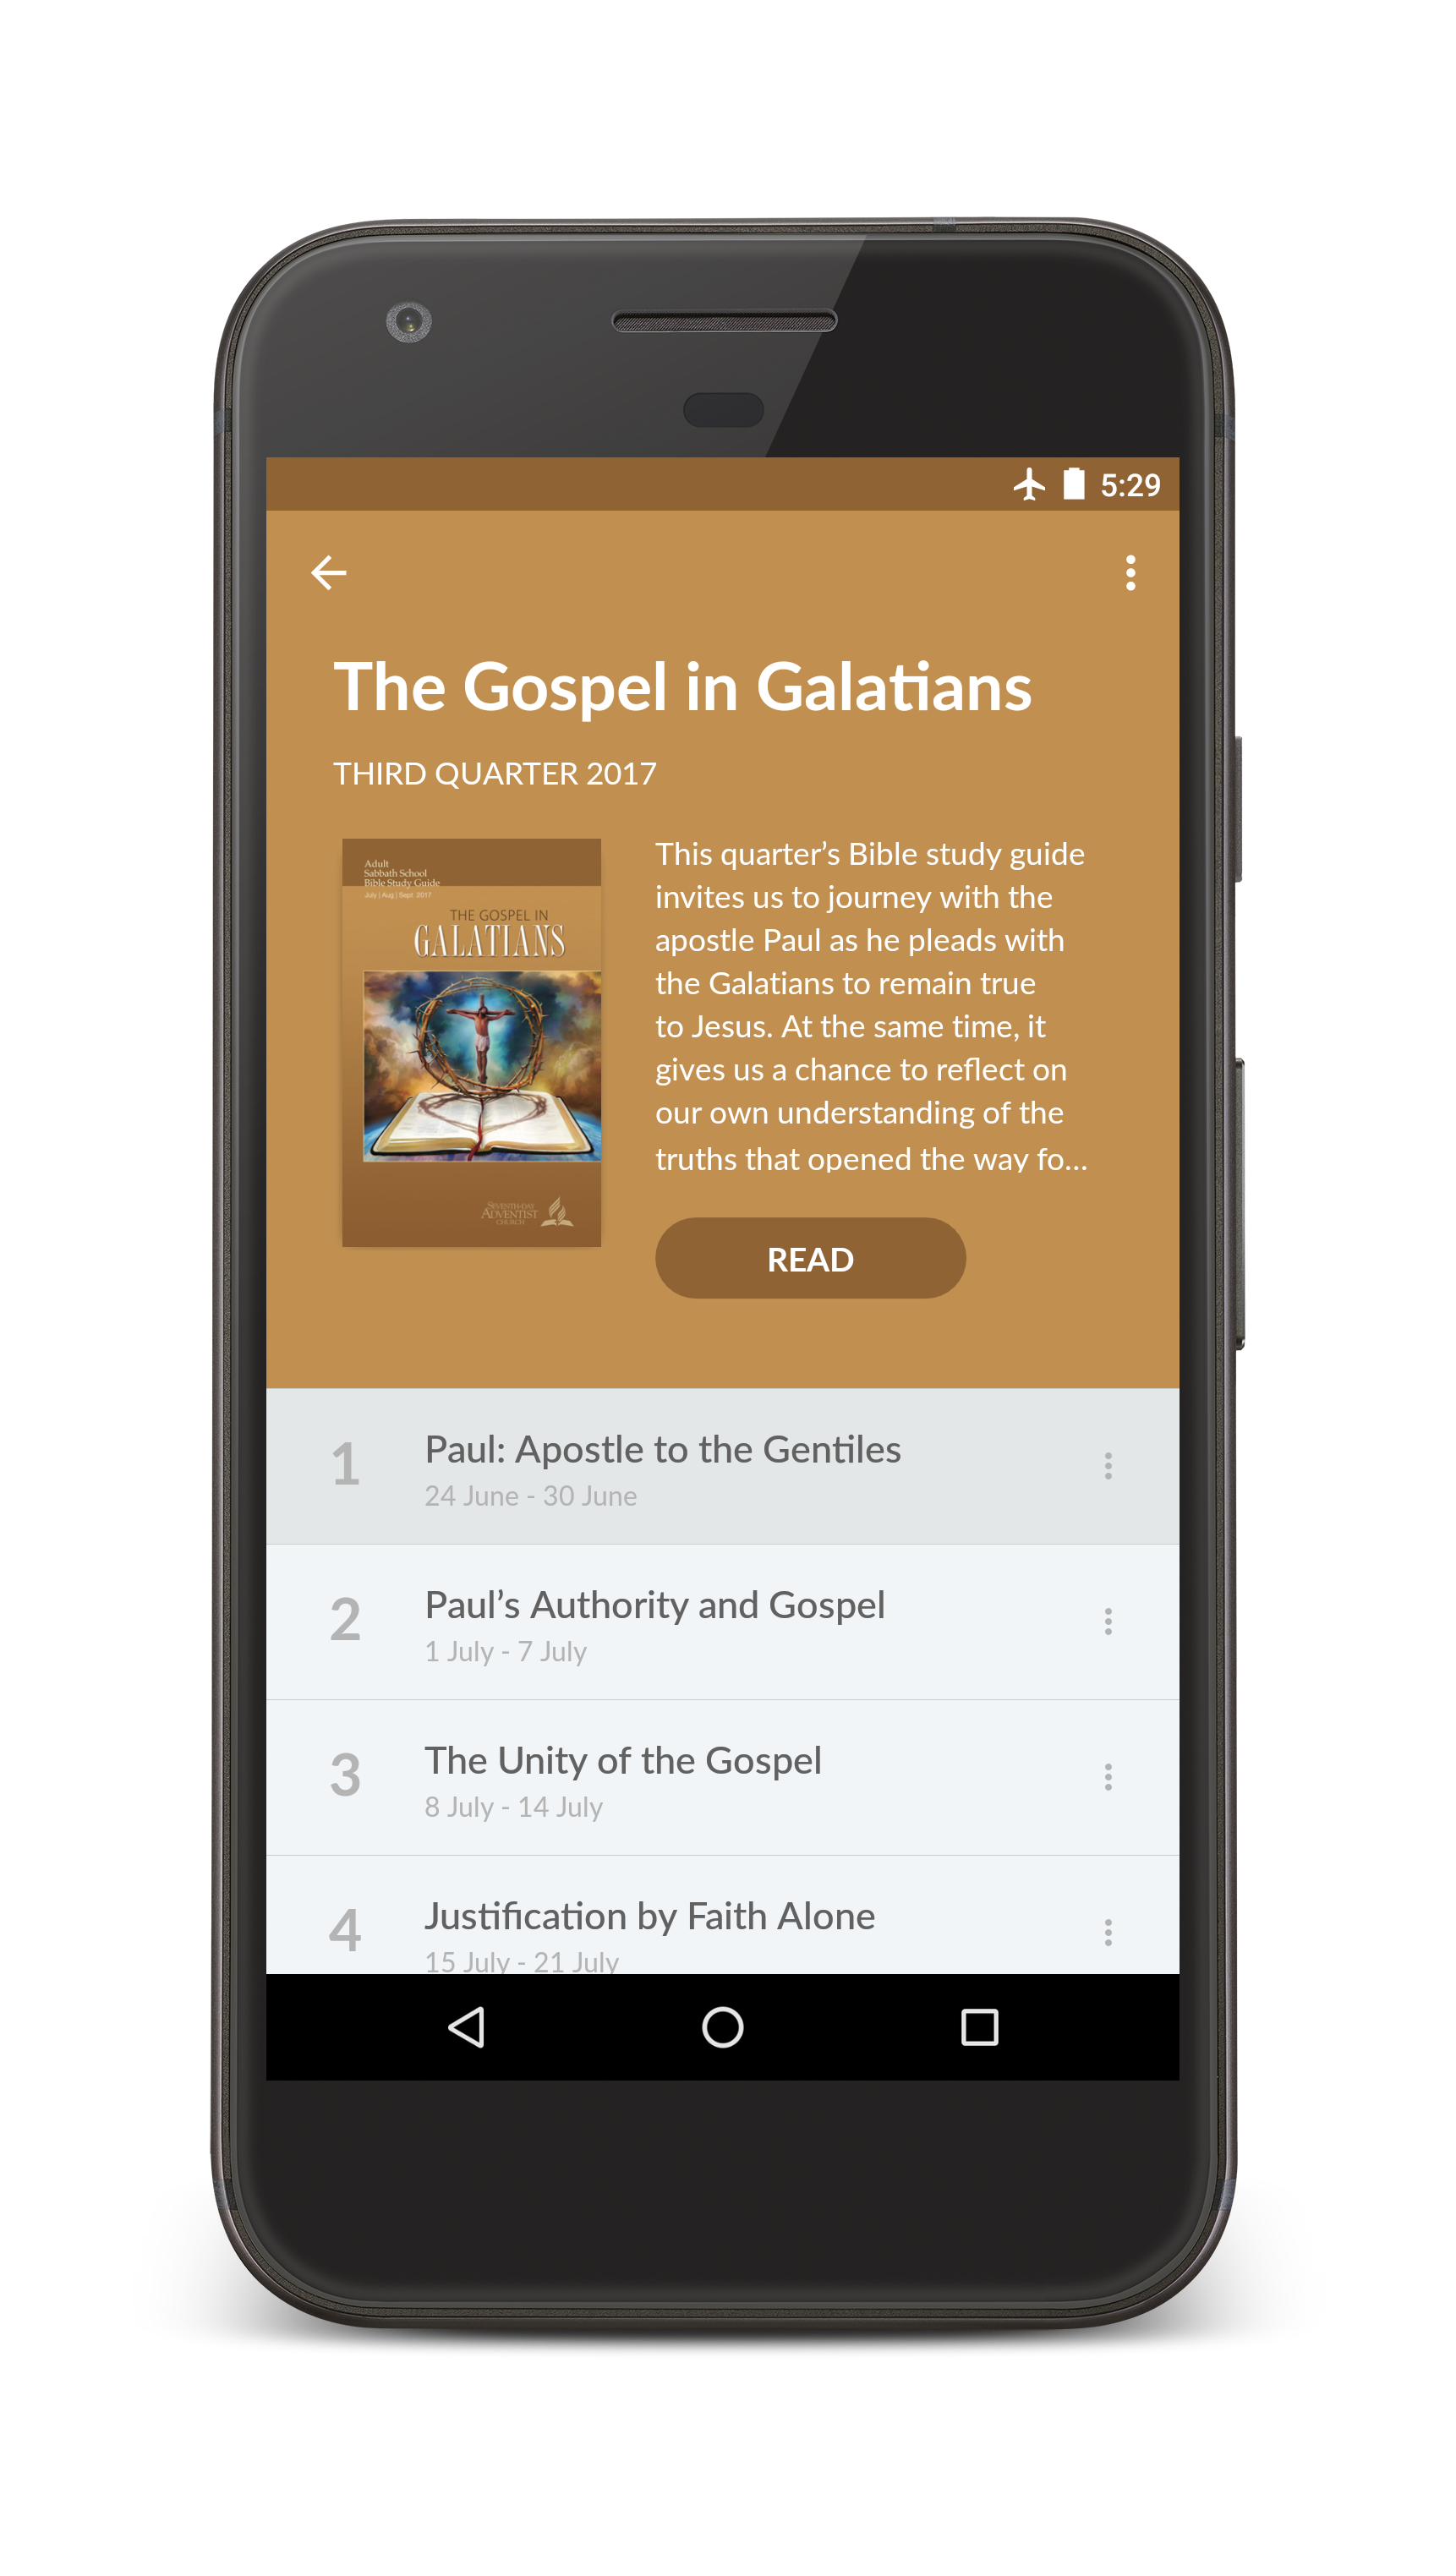 5:29
The Gospel in Galatians
THIRD QUARTER 2017
Adult
Sabbath School
Bible Study Guide
July | Aug | Sept 2017
THE GOSPEL IN
GALATIANS
SEVENTH-DAY
ADVENTIST
CHURCH
This quarter’s Bible study guide
invites us to journey with the
apostle Paul as he pleads with
the Galatians to remain true
to Jesus. At the same time, it
gives us a chance to reflect on
our own understanding of the
truths that opened the way fo...
READ
1 Paul: Apostle to the Gentiles
24 June - 30 June
2 Paul’s Authority and Gospel
1 July - 7 July
3 The Unity of the Gospel
8 July - 14 July
4 Justification by Faith Alone
15 July - 21 July